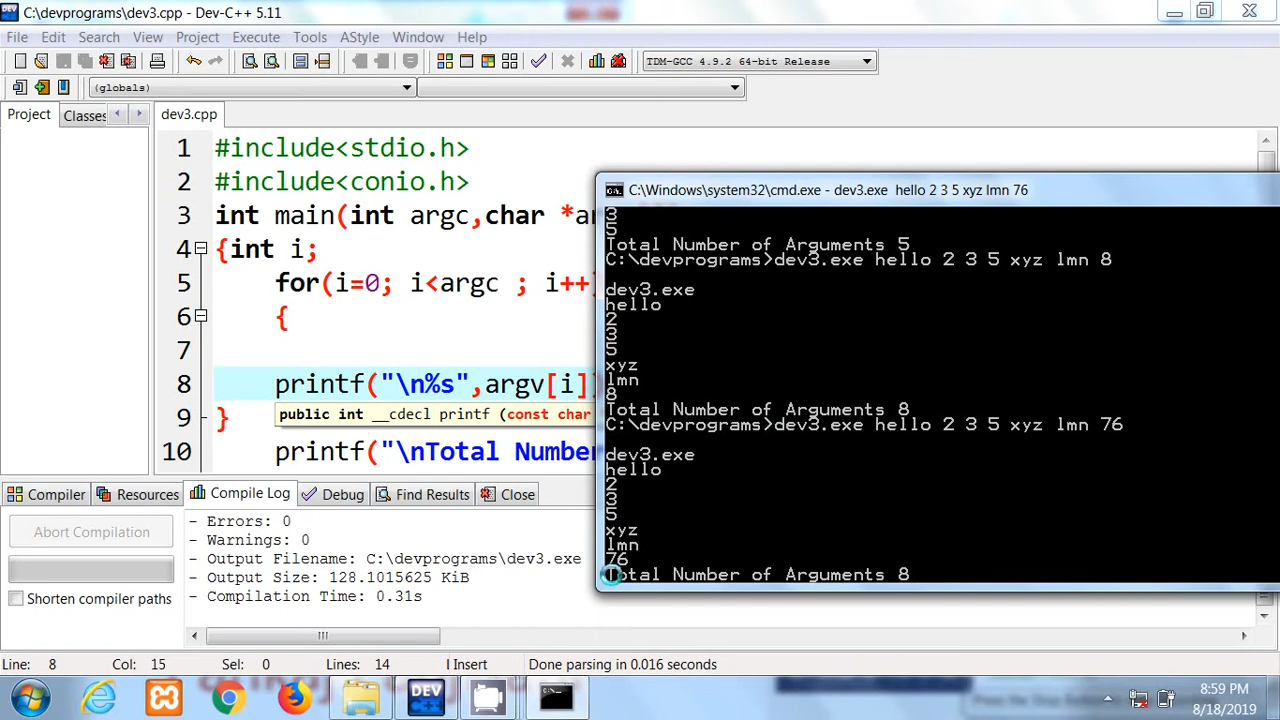 C:\devprograms\dev3.cpp - Dev-C++ 5.11
File Edit Search View Project Execute Tools AStyle Window Help
TDM-GCC 4.9.2 64-bit Release
(globals)
Project Classes
dev3.cpp
1 #include<stdio.h>
2 #include<conio.h>
3 int main(int argc,char *ar
4 {int i;
5 for(i=0; i<argc ; i++)
6 {
7
8 printf("\n%s",argv[i])
9 }
public int __cdecl printf (const char
10 printf("\nTotal Number
C:\Windows\system32\cmd.exe - dev3.exe hello 2 3 5 xyz lmn 76
3
5
Total Number of Arguments 5
C:\devprograms>dev3.exe hello 2 3 5 xyz lmn 8
dev3.exe
hello
2
3
5
xyz
lmn
8
Total Number of Arguments 8
C:\devprograms>dev3.exe hello 2 3 5 xyz lmn 76
dev3.exe
hello
2
3
5
xyz
lmn
76
Total Number of Arguments 8
Compiler Resources Compile Log Debug Find Results Close
Abort Compilation
Shorten compiler paths
- Errors: 0
- Warnings: 0
- Output Filename: C:\devprograms\dev3.exe
- Output Size: 128.1015625 KiB
- Compilation Time: 0.31s
Line: 8 Col: 15 Sel: 0 Lines: 14 Insert Done parsing in 0.016 seconds
DEV
8:59 PM
8/18/2019